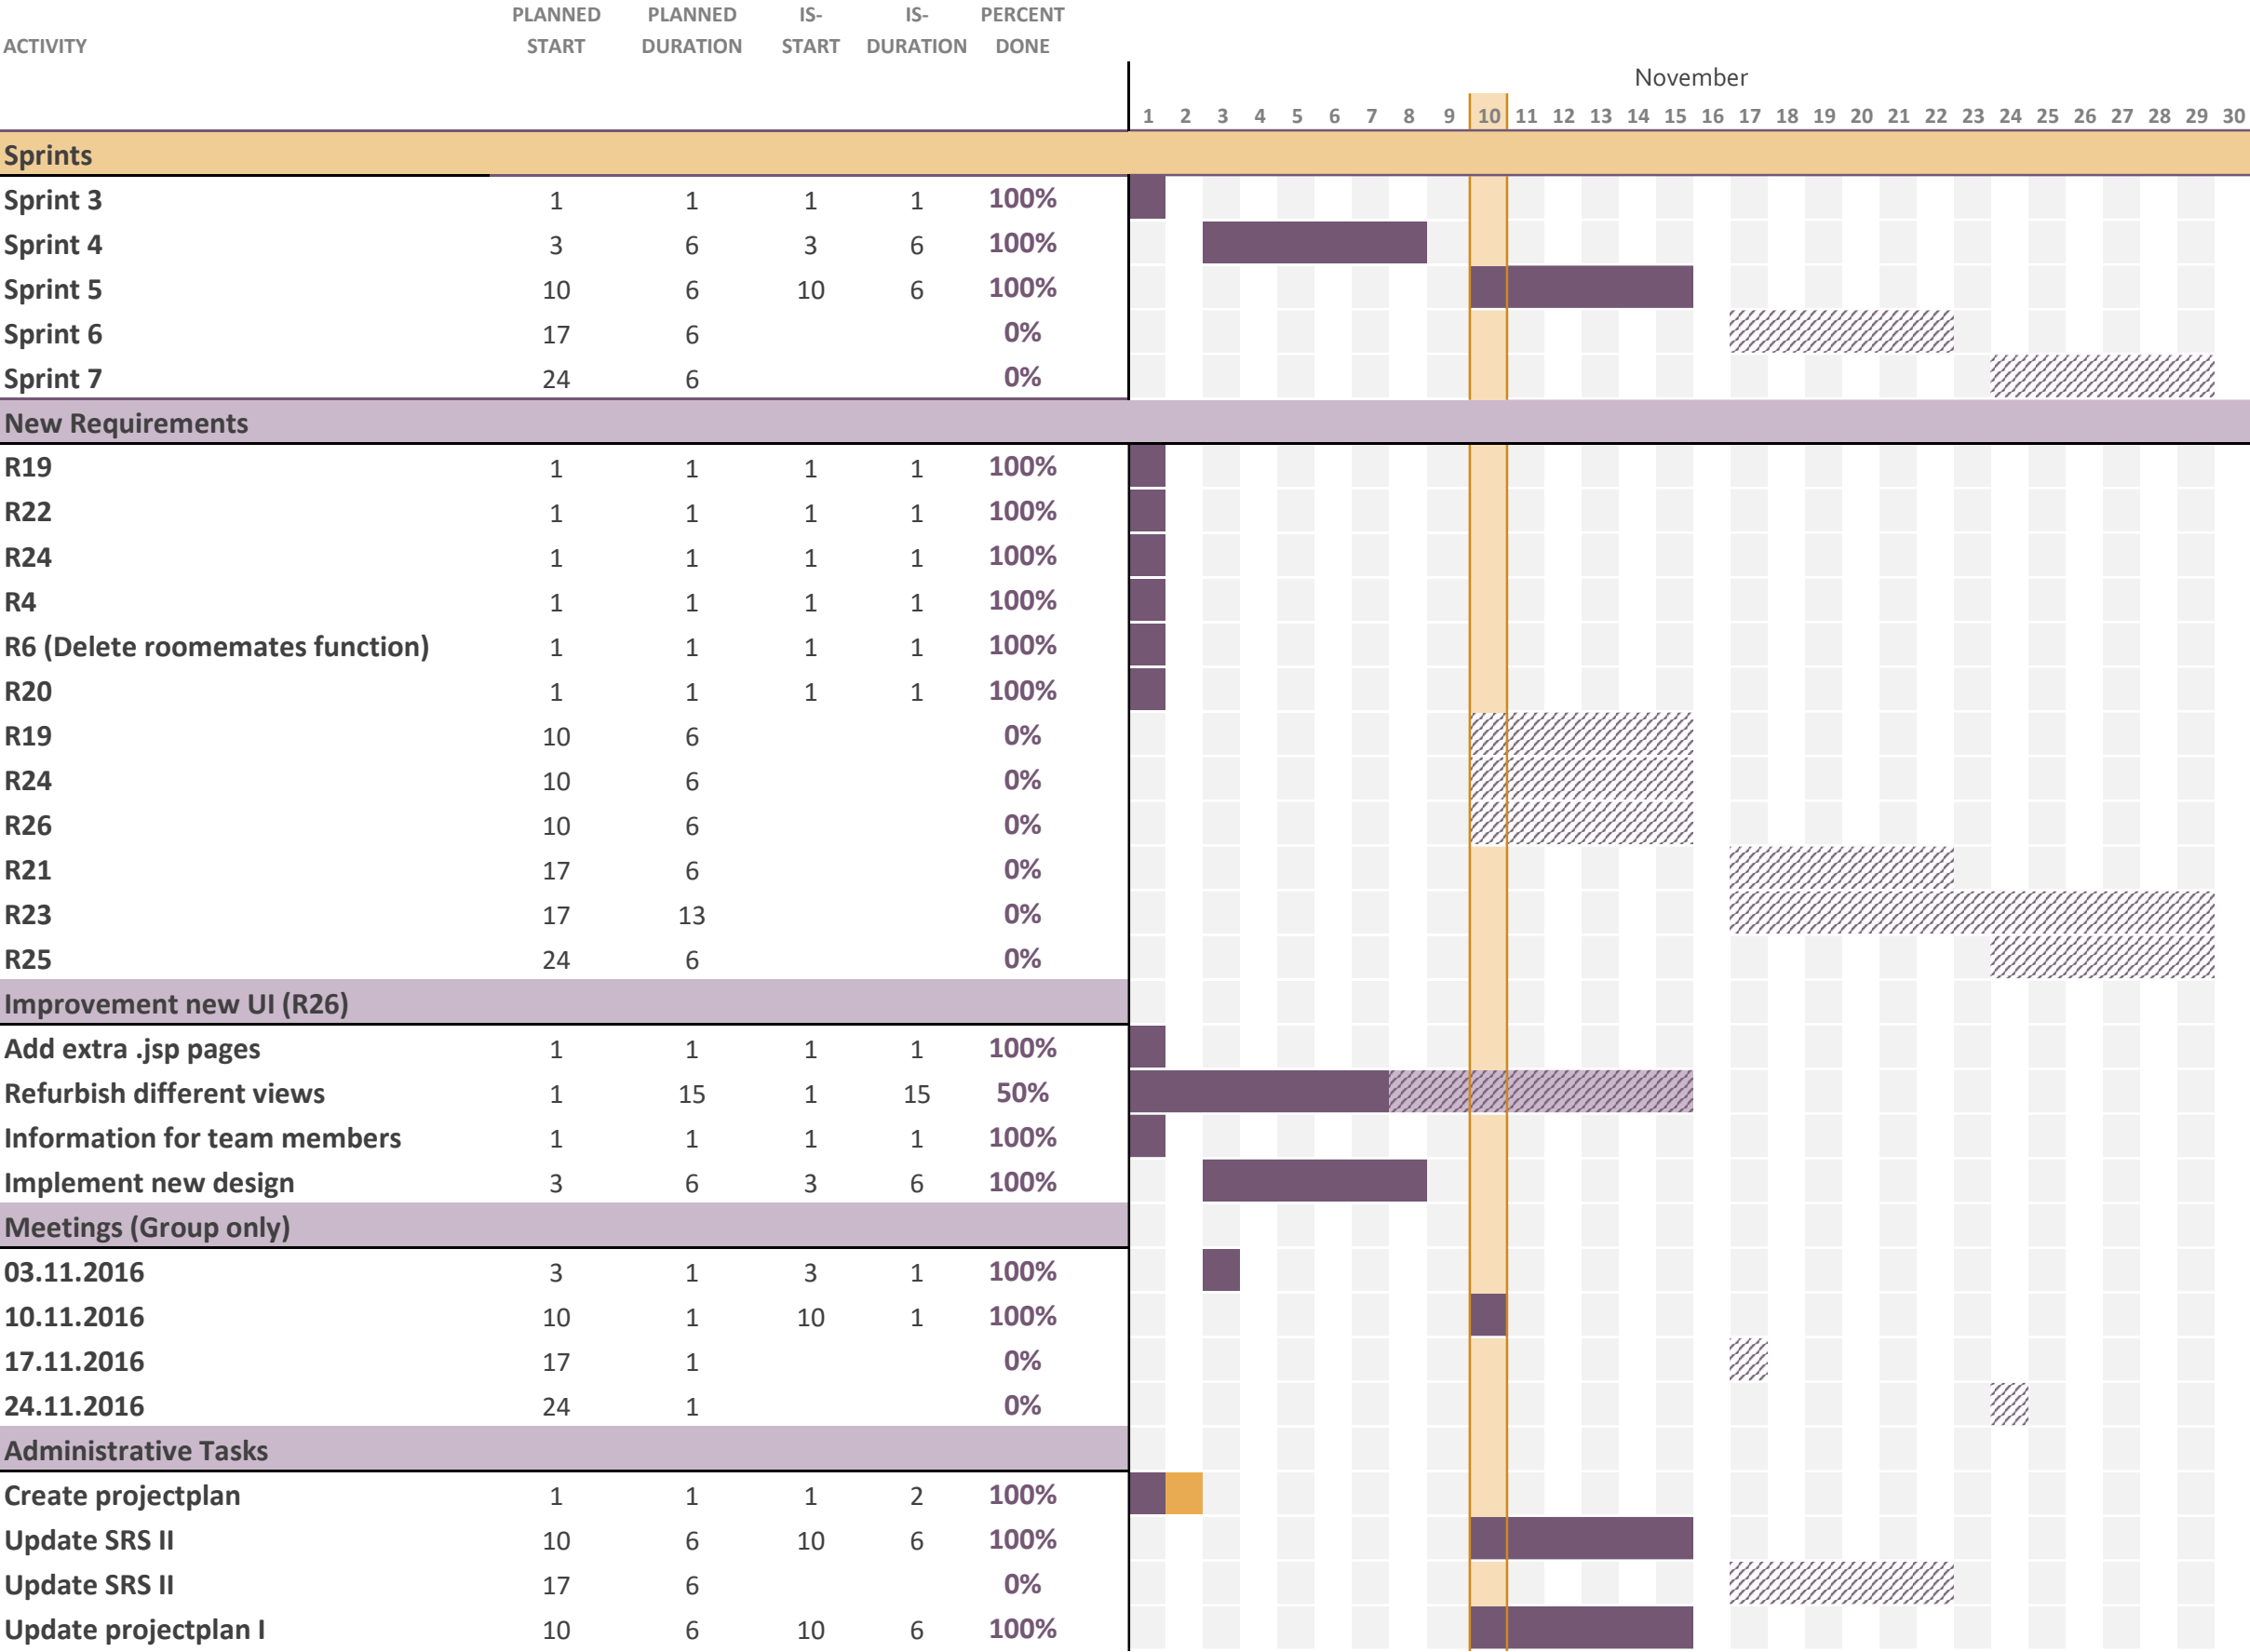 PLANNED PLANNED IS- IS- PERCENT
ACTIVITY START DURATION START DURATION DONE
November
1 2 3 4 5 6 7 8 9 10 11 12 13 14 15 16 17 18 19 20 21 22 23 24 25 26 27 28 29 30
Sprints
Sprint 3 1 1 1 1 100%
Sprint 4 3 6 3 6 100%
Sprint 5 10 6 10 6 100%
Sprint 6 17 6 0%
Sprint 7 24 6 0%
New Requirements
R19 1 1 1 1 100%
R22 1 1 1 1 100%
R24 1 1 1 1 100%
R4 1 1 1 1 100%
R6 (Delete roomemates function) 1 1 1 1 100%
R20 1 1 1 1 100%
R19 10 6 0%
R24 10 6 0%
R26 10 6 0%
R21 17 6 0%
R23 17 13 0%
R25 24 6 0%
Improvement new UI (R26)
Add extra .jsp pages 1 1 1 1 100%
Refurbish different views 1 15 1 15 50%
Information for team members 1 1 1 1 100%
Implement new design 3 6 3 6 100%
Meetings (Group only)
03.11.2016 3 1 3 1 100%
10.11.2016 10 1 10 1 100%
17.11.2016 17 1 0%
24.11.2016 24 1 0%
Administrative Tasks
Create projectplan 1 1 1 2 100%
Update SRS II 10 6 10 6 100%
Update SRS II 17 6 0%
Update projectplan I 10 6 10 6 100%